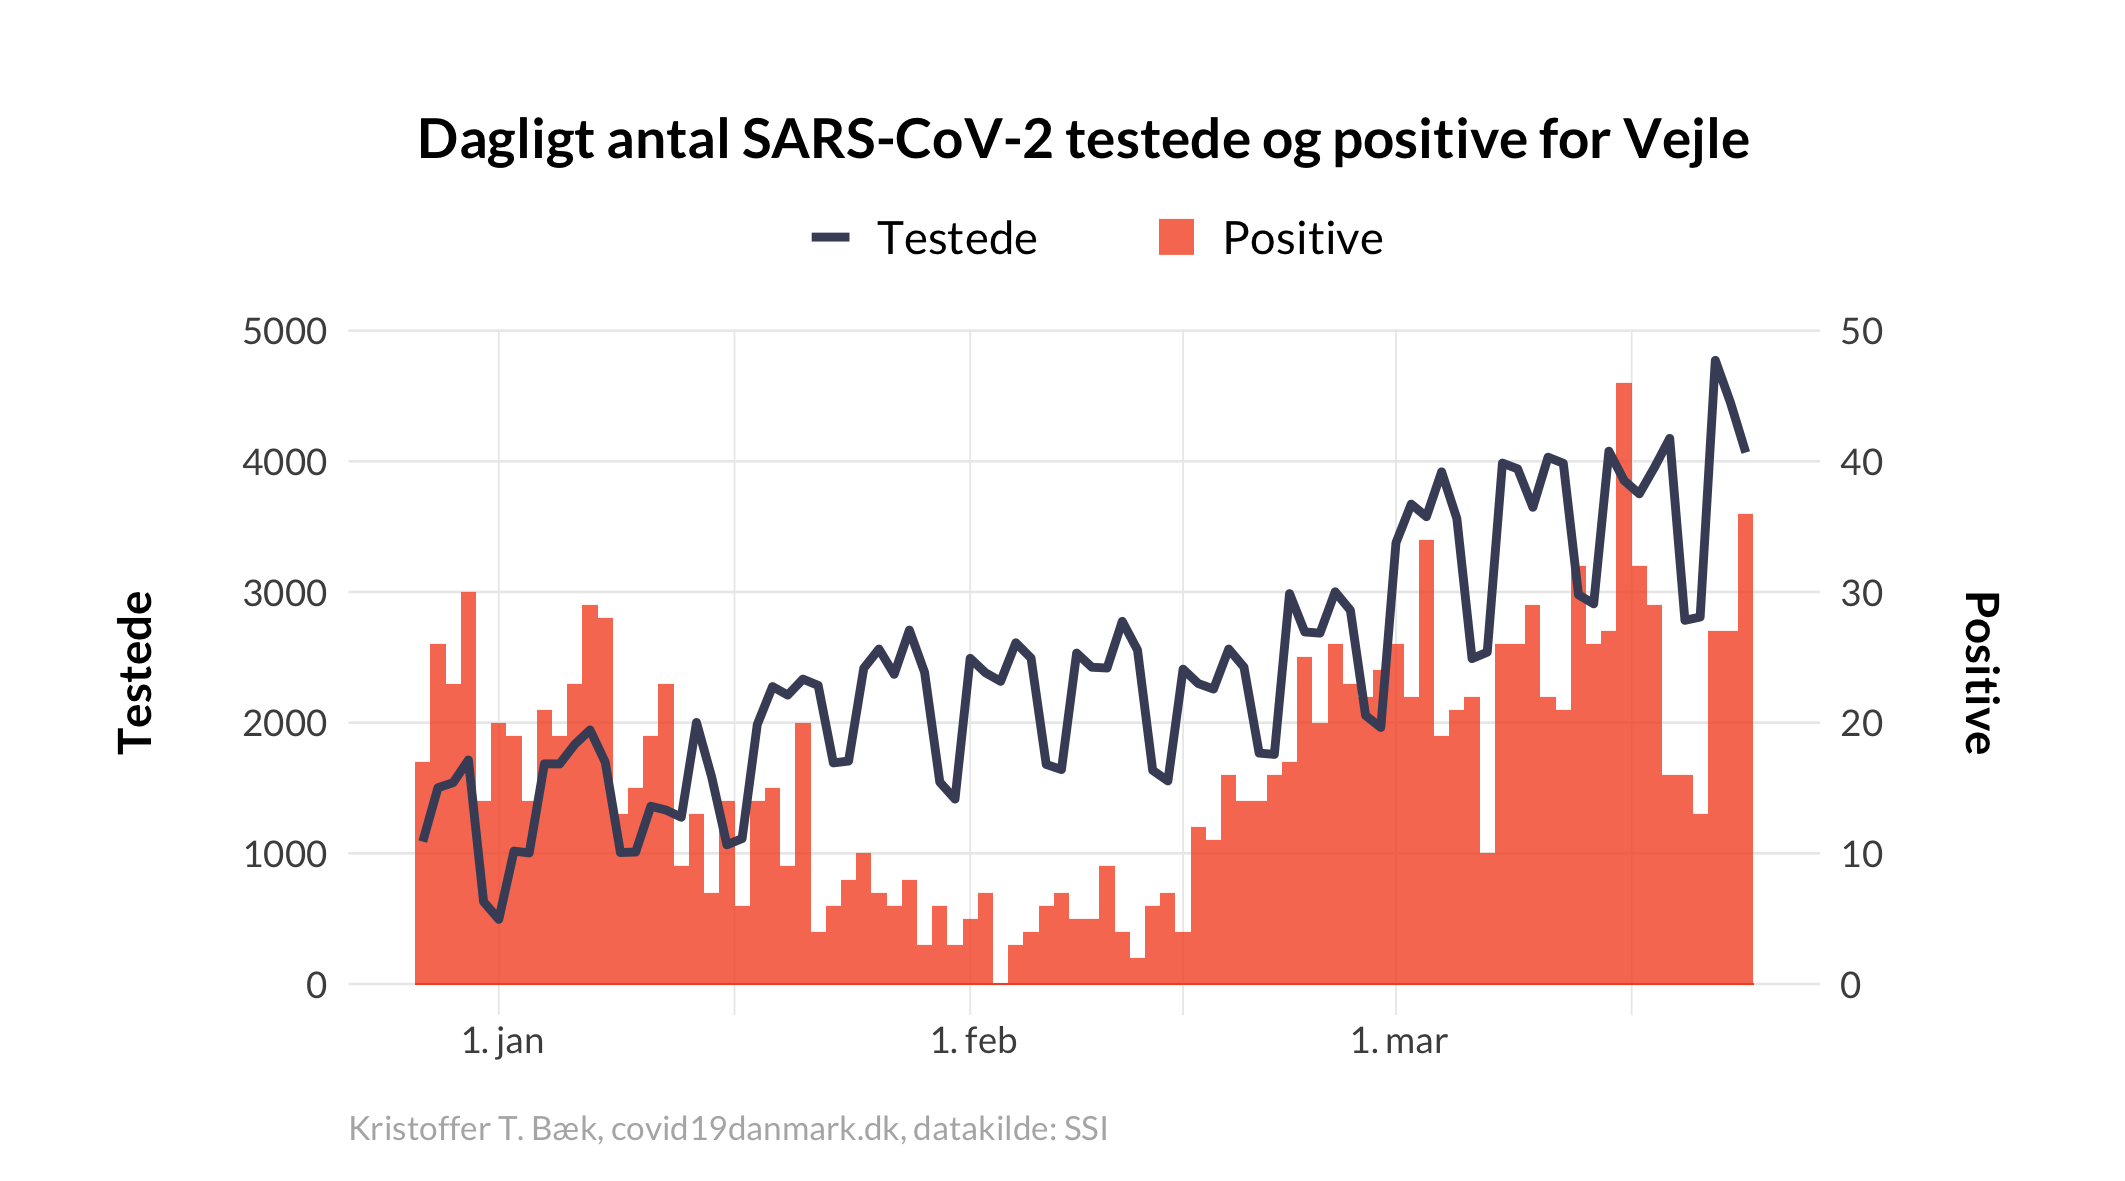 Dagligt antal SARS-CoV-2 testede og positive for Vejle
Testede
Positive
5000
4000
3000
2000
1000
0
Testede
50
40
30
20
10
0
Positive
1. jan
1. feb
1. mar
Kristoffer T. Bæk, covid19danmark.dk, datakilde: SSI